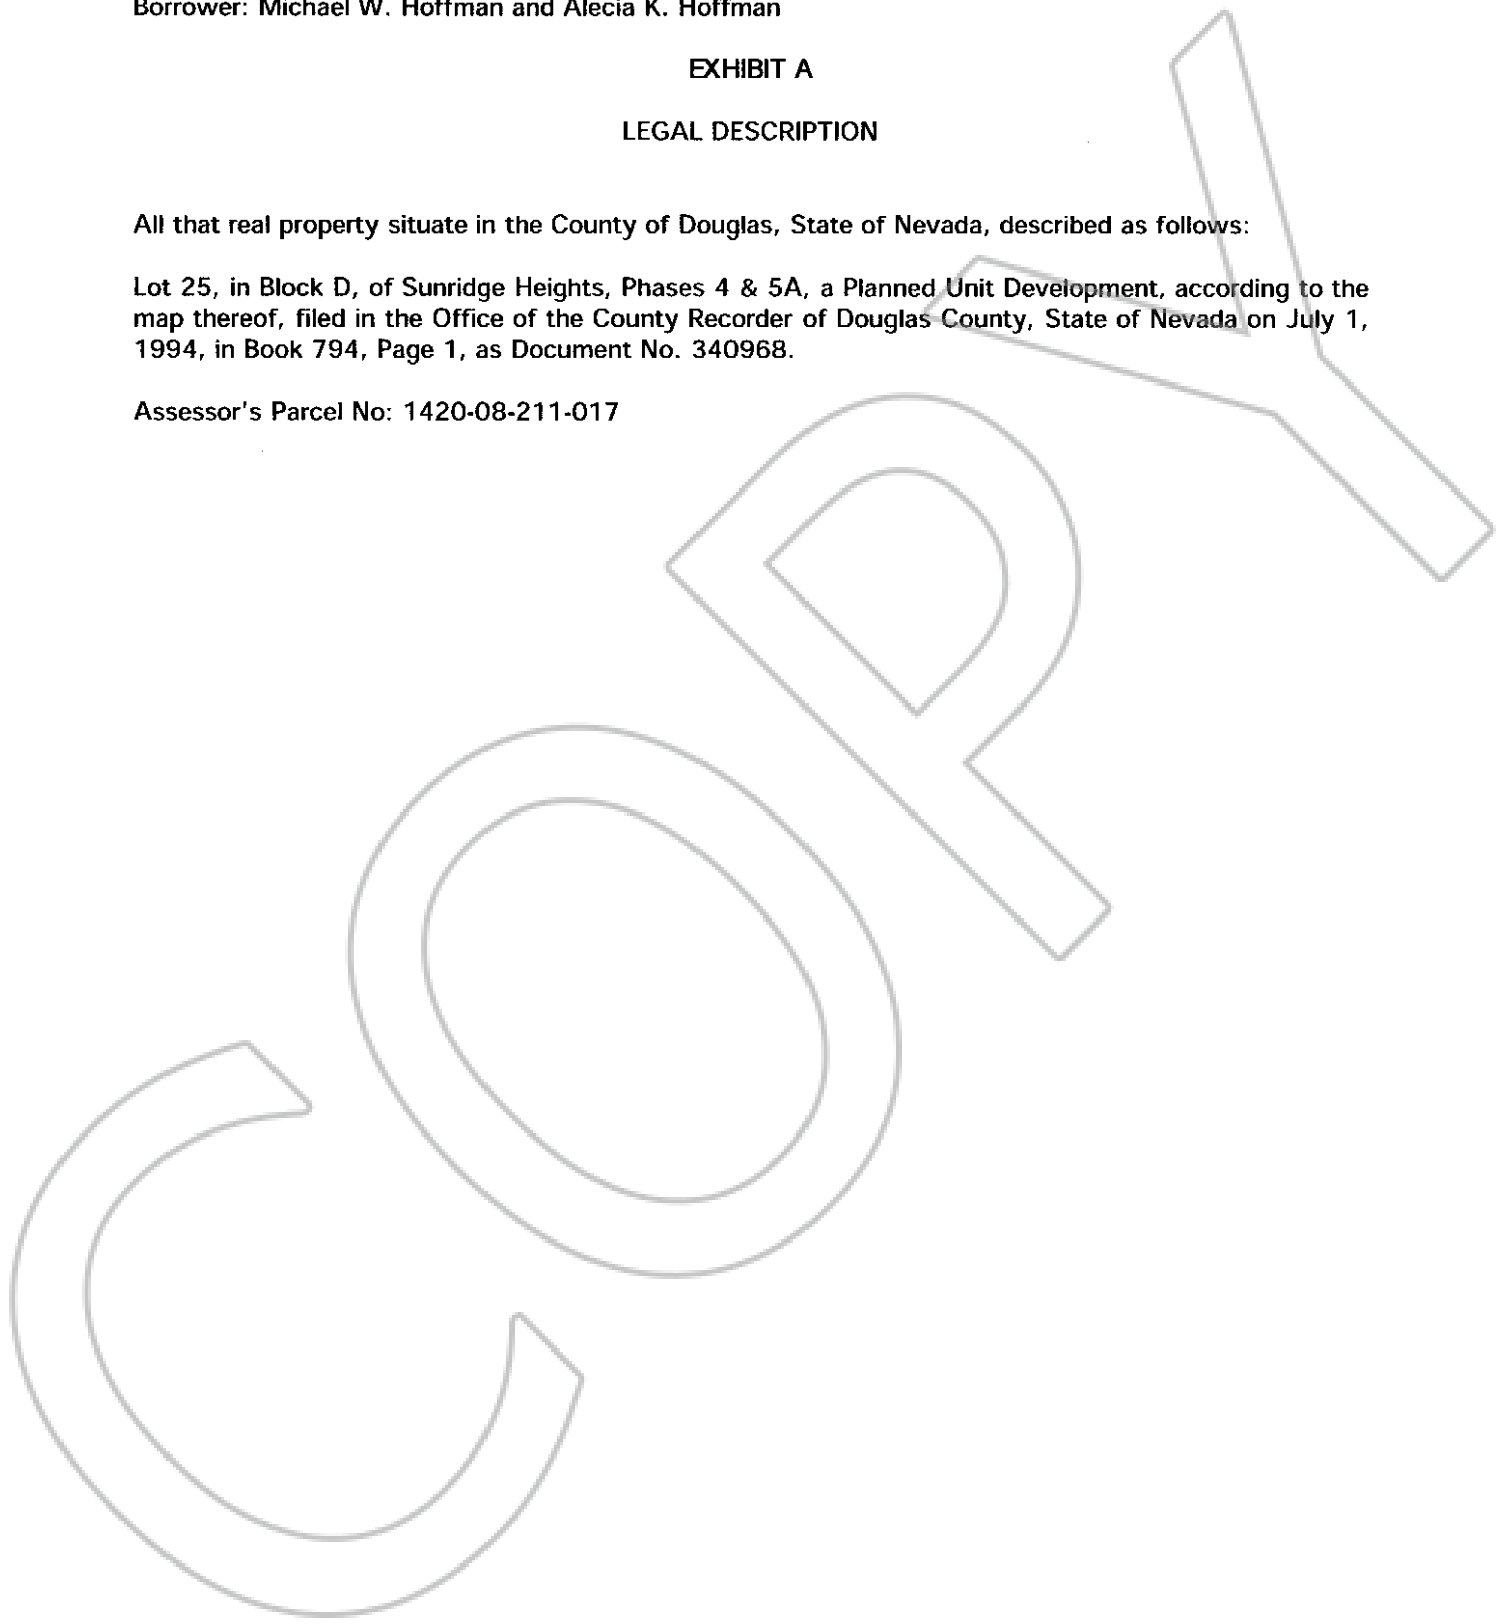 Borrower: Michael W. Hoffman and Alecia K. Hoffman
EXHIBIT A
LEGAL DESCRIPTION
All that real property situate in the County of Douglas, State of Nevada, described as follows:
Lot 25, in Block D, of Sunridge Heights, Phases 4 & 5A, a Planned Unit Development, according to the
map thereof, filed in the Office of the County Recorder of Douglas County, State of Nevada on July 1,
1994, in Book 794, Page 1, as Document No. 340968.
Assessor's Parcel No: 1420-08-211-017
COPY